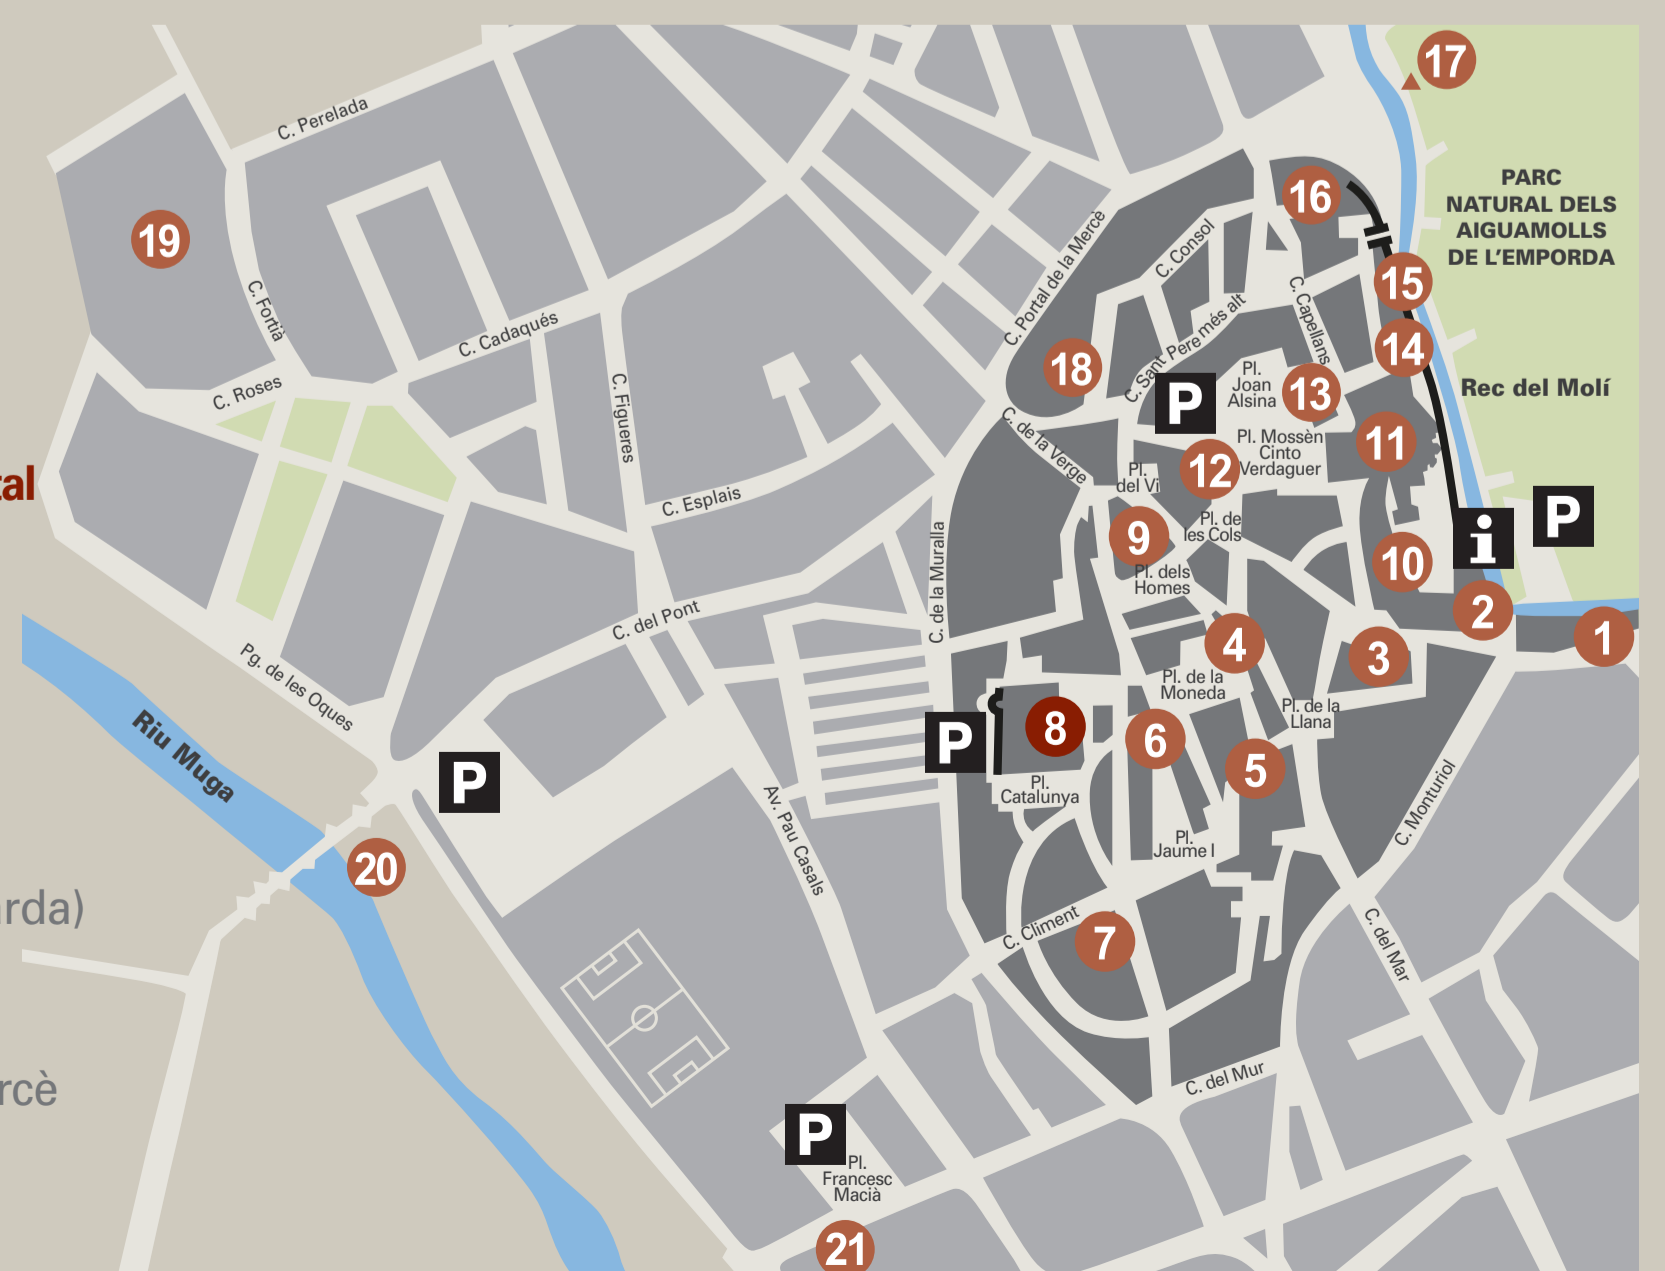 17
C. Perelada
PARC
NATURAL DELS
AIGUAMOLLS
DE L'EMPORDA
16
19
C. Consol
C. Portal de la Mercè
15
C. Fortià
C. Cadaqués
C. Capellans
C. Sant Pere més alt
14
18
Pl.
Joan
Alsina
13
Rec del Molí
C. Roses
C. Figueres
P
C. de la Verge
Pl. Mossèn
Cinto
Verdaguer
11
12
Pl.
del Vi
tal
C. Esplais
P
i
Pl. de
les Cols
9
C. de la Muralla
10
Pl. dels
Homes
2
1
C. del Pont
4
3
Pg. de les Oques
Pl. de la
Moneda
Pl. de la
Llana
8
P
6
5
Riu Muga
P
Pl.
Catalunya
C. Monturiol
Av. Pau Casals
Pl.
Jaume I
20
arda)
C. Climent
7
C. del Mar
rcè
C. del Mur
P
Pl.
Francesc
Macià
21